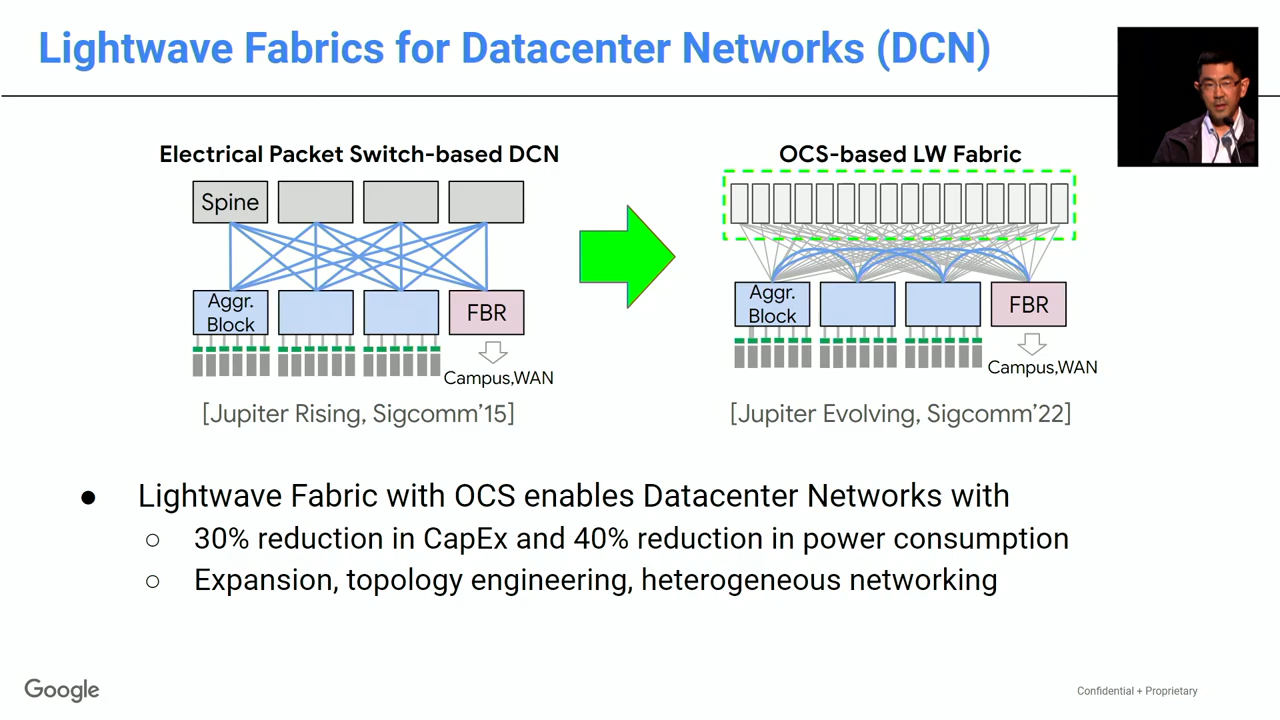 Lightwave Fabrics for Datacenter Networks (DCN)
Electrical Packet Switch-based DCN
Spine
Aggr.
Block
FBR
Campus,WAN
[Jupiter Rising, Sigcomm’15]
OCS-based LW Fabric
Aggr.
Block
FBR
Campus,WAN
[Jupiter Evolving, Sigcomm’22]
● Lightwave Fabric with OCS enables Datacenter Networks with
○ 30% reduction in CapEx and 40% reduction in power consumption
○ Expansion, topology engineering, heterogeneous networking
Google
Confidential + Proprietary